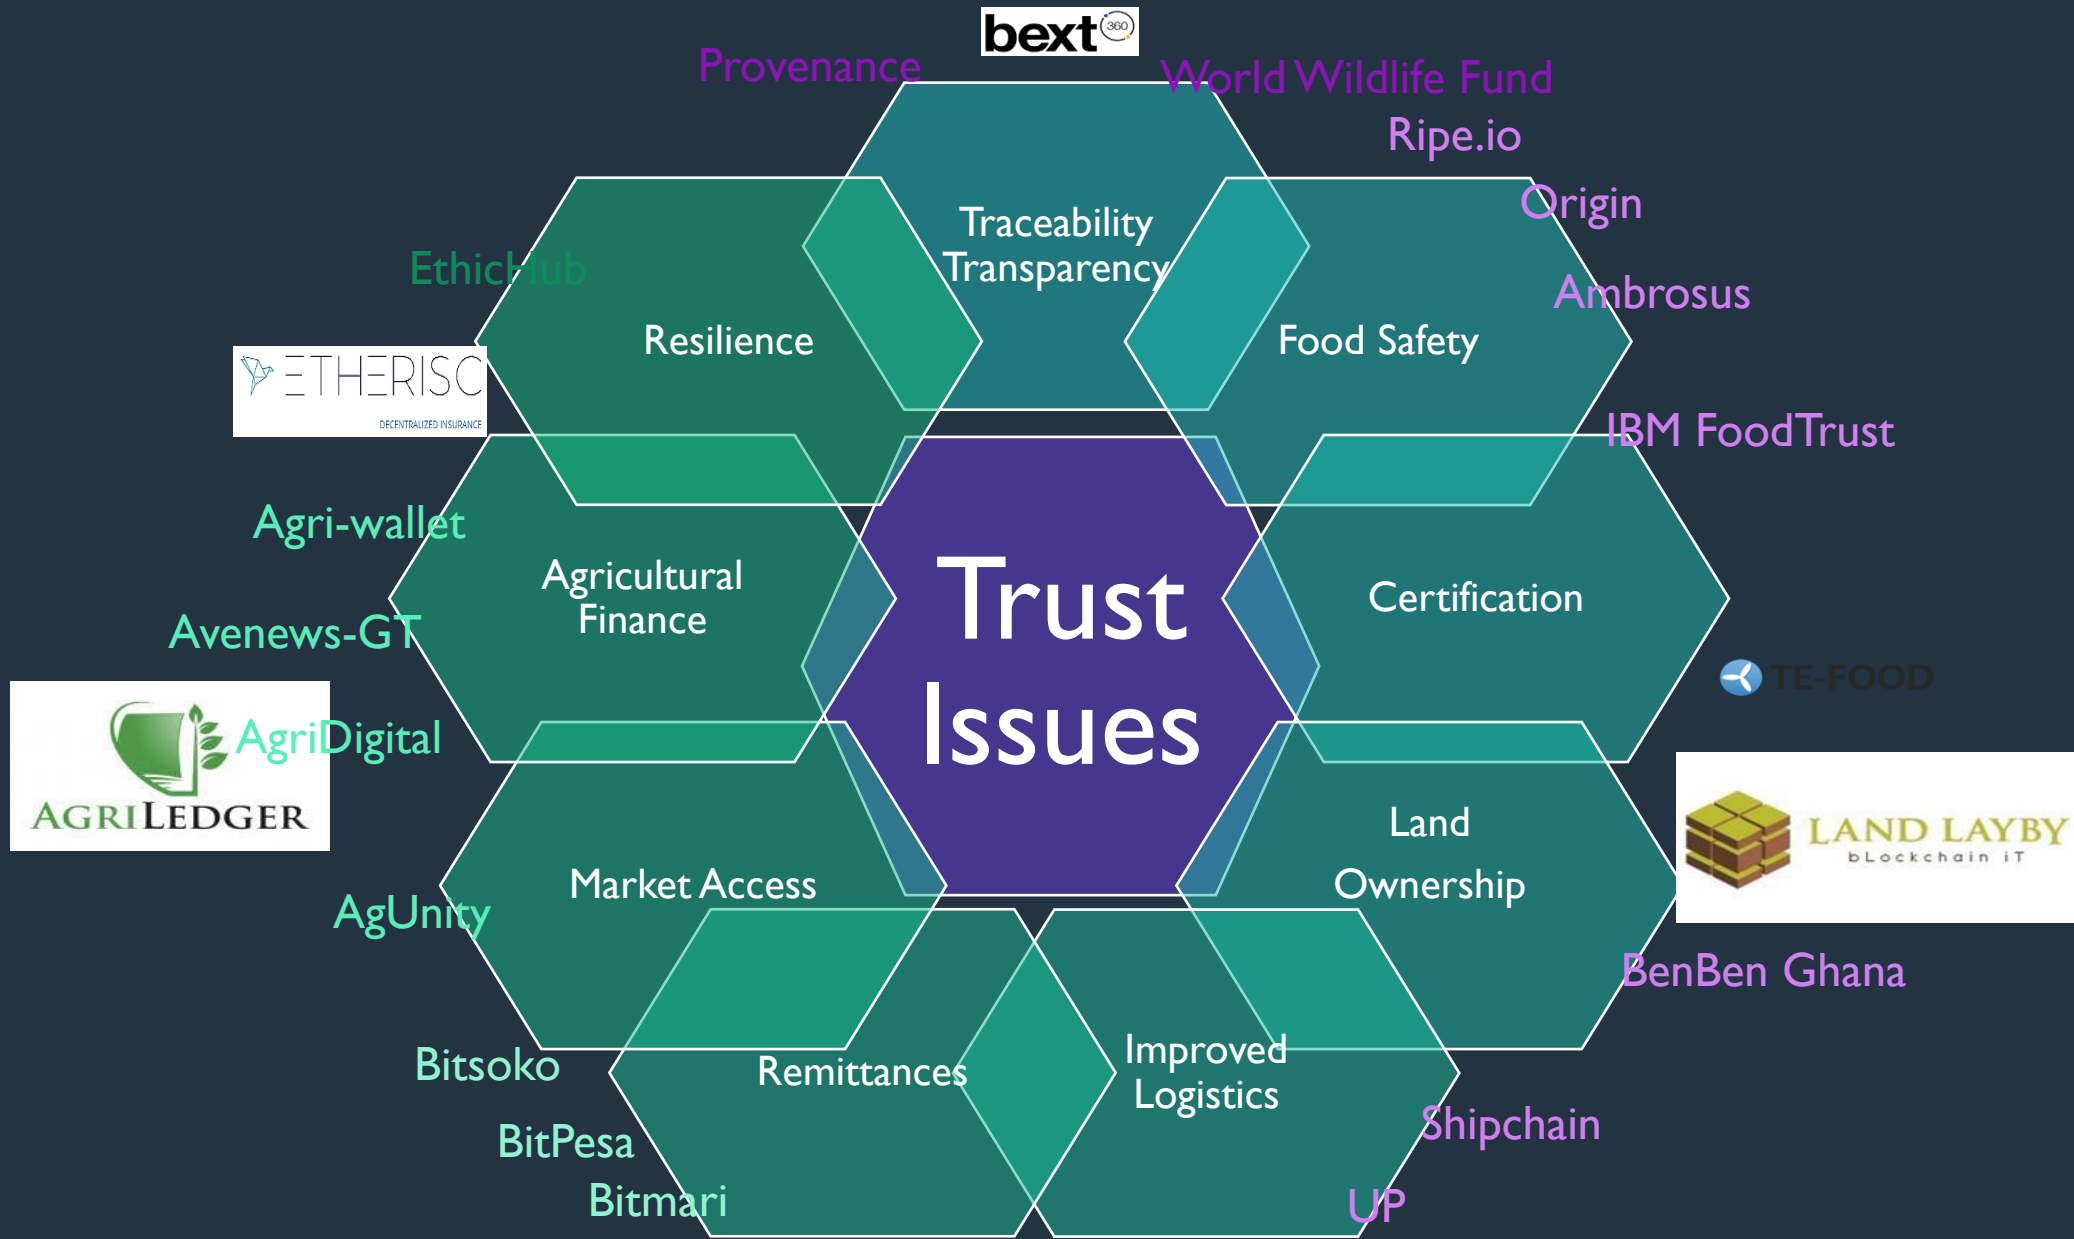 bext 360
Provenance
World Wildlife Fund
Ripe.io
Origin
Ambrosus
IBM FoodTrust
TE-FOOD
LAND LAYBY
bLockchain iT
BenBen Ghana
Shipchain
UP
Bitmari
BitPesa
Bitsoko
AgUnity
AGRILEDGER
AgriDigital
Avenews-GT
Agri-wallet
ETHERISC
DECENTRALIZED INSURANCE
EthicHub
Traceability
Transparency
Food Safety
Certification
Land
Ownership
Improved
Logistics
Remittances
Market Access
Agricultural
Finance
Resilience
Trust
Issues